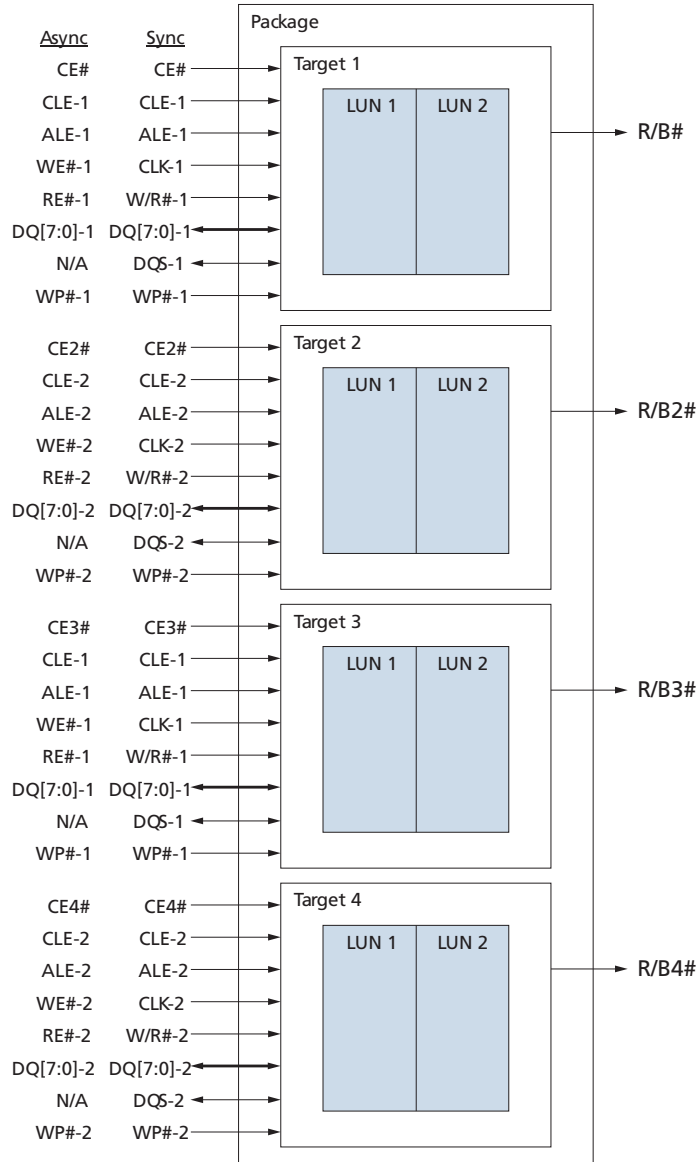 Package
Async Sync
Target 1
CE# CE#
CLE-1 CLE-1
LUN 1 LUN 2
ALE-1 ALE-1
R/B#
WE#-1 CLK-1
RE#-1 W/R#-1
DQ[7:0]-1 DQ[7:0]-1
N/A DQS-1
WP#-1 WP#-1
Target 2
CE2# CE2#
CLE-2 CLE-2
LUN 1 LUN 2
ALE-2 ALE-2
R/B2#
WE#-2 CLK-2
RE#-2 W/R#-2
DQ[7:0]-2 DQ[7:0]-2
N/A DQS-2
WP#-2 WP#-2
Target 3
CE3# CE3#
CLE-1 CLE-1
LUN 1 LUN 2
ALE-1 ALE-1
R/B3#
WE#-1 CLK-1
RE#-1 W/R#-1
DQ[7:0]-1 DQ[7:0]-1
N/A DQS-1
WP#-1 WP#-1
Target 4
CE4# CE4#
CLE-2 CLE-2
LUN 1 LUN 2
ALE-2 ALE-2
R/B4#
WE#-2 CLK-2
RE#-2 W/R#-2
DQ[7:0]-2 DQ[7:0]-2
N/A DQS-2
WP#-2 WP#-2